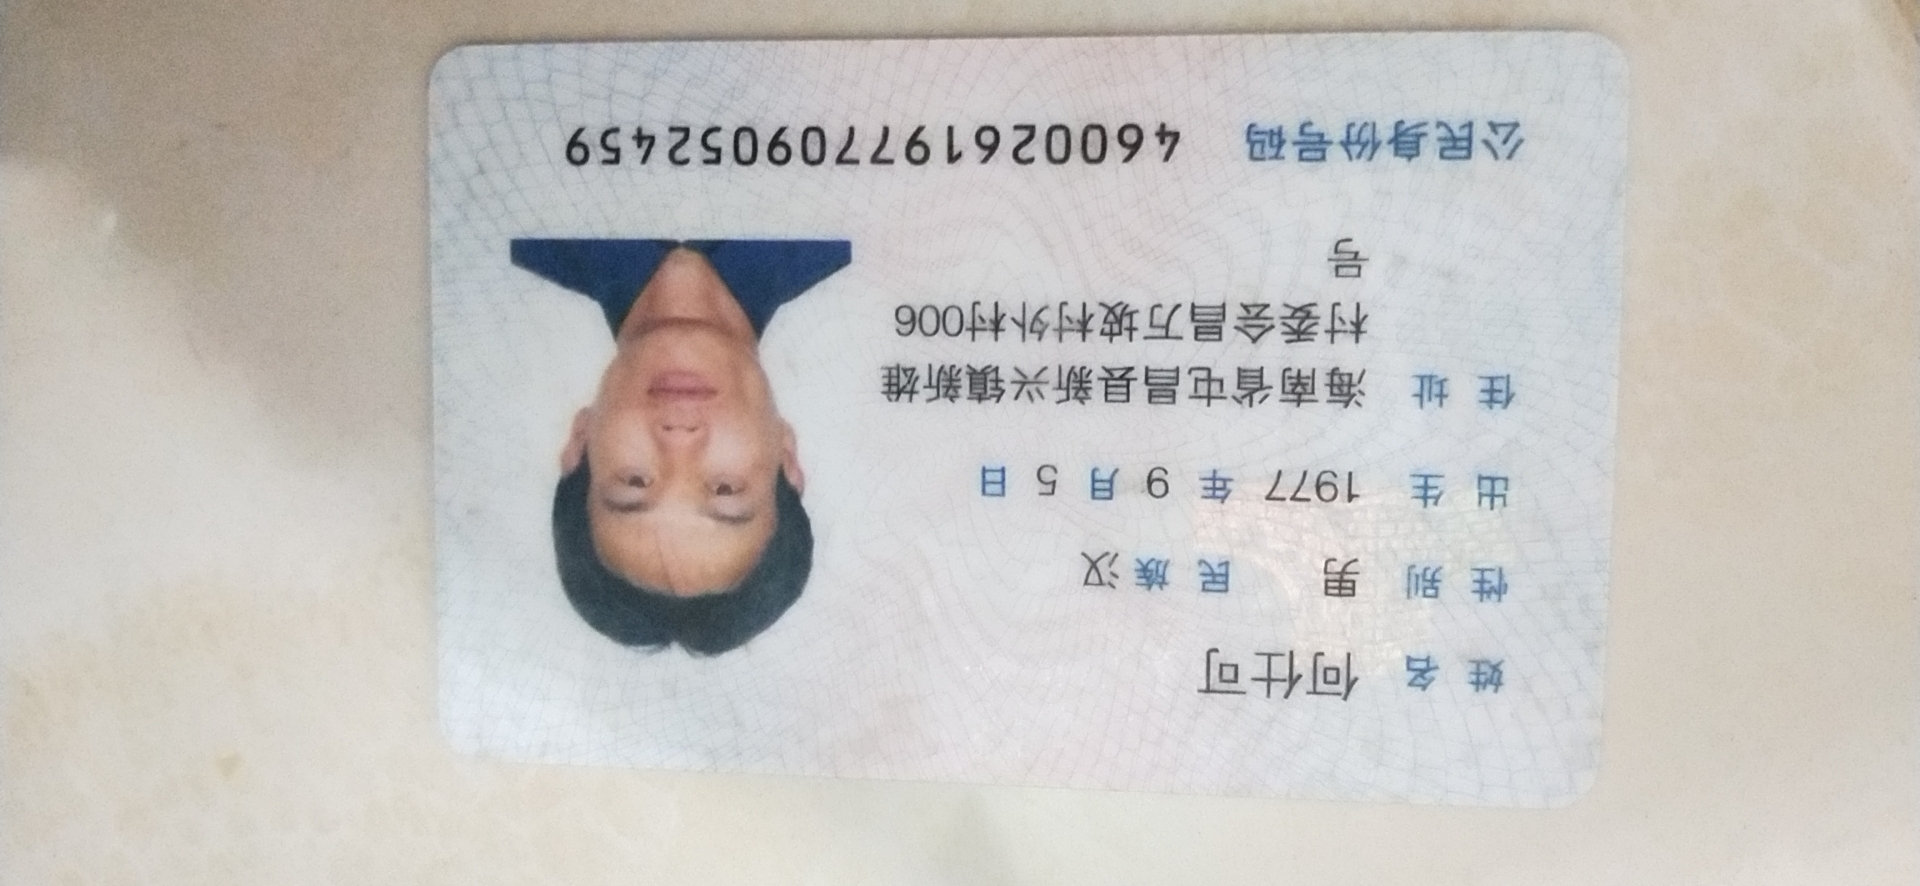 姓名 何仕可
性别 男 民族 汉
出生 1977 年 9 月 5 日
住址 海南省屯昌县新兴镇新雄
村委会昌万坡村外村006
号
公民身份号码 460026197709052459